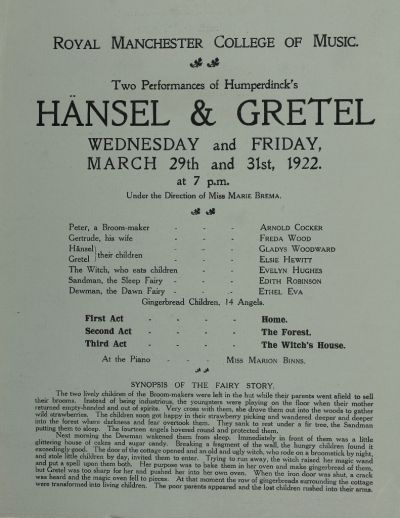 ROYAL MANCHESTER COLLEGE OF MUSIC.
Two Performances of Humperdinck's
HÄNSEL & GRETEL
WEDNESDAY and FRIDAY,
MARCH 29th and 31st, 1922.
at 7 p.m.
Under the Direction of Miss MARIE BREMA.
Peter, a Broom-maker - - - ARNOLD COCKER
Gertrude, his wife - - - FREDA WOOD
Hänsel } their children - - - GLADYS WOODWARD
Gretel } ELSIE HEWITT
The Witch, who eats children - - EVELYN HUGHES
Sandman, the Sleep Fairy - - - EDITH ROBINSON
Dewman, the Dawn Fairy - - - ETHEL EVA
Gingerbread Children, 14 Angels.
First Act - - - - - Home.
Second Act - - - - - The Forest.
Third Act - - - - - The Witch's House.
At the Piano - - - - MISS MARION BINNS.
SYNOPSIS OF THE FAIRY STORY.
The two lively children of the Broom-makers were left in the hut while their parents went afield to sell
their brooms. Instead of being industrious, the youngsters were playing on the floor when their mother
returned empty-handed and out of spirits. Very cross with them, she drove them out into the woods to gather
wild strawberries. The children soon got happy in their strawberry picking and wandered deeper and deeper
into the forest where darkness and fear overtook them. They sank to rest under a fir tree, the Sandman
putting them to sleep. The fourteen angels hovered round and protected them.
Next morning the Dewman wakened them from sleep. Immediately in front of them was a little
glittering house of cakes and sugar candy. Breaking a fragment of the wall, the hungry children found it
exceedingly good. The door of the cottage opened and an old and ugly witch, who rode on a broomstick by night,
and stole little children by day, invited them to enter. Trying to run away, the witch raised her magic wand
and put a spell upon them both. Her purpose was to bake them in her oven and make gingerbread of them,
but Gretel was too sharp for her and pushed her into her own oven. When the iron door was shut, a crack
was heard and the magic oven fell to pieces. At that moment the row of gingerbreads surrounding the cottage
were transformed into living children. The poor parents appeared and the lost children rushed into their arms.